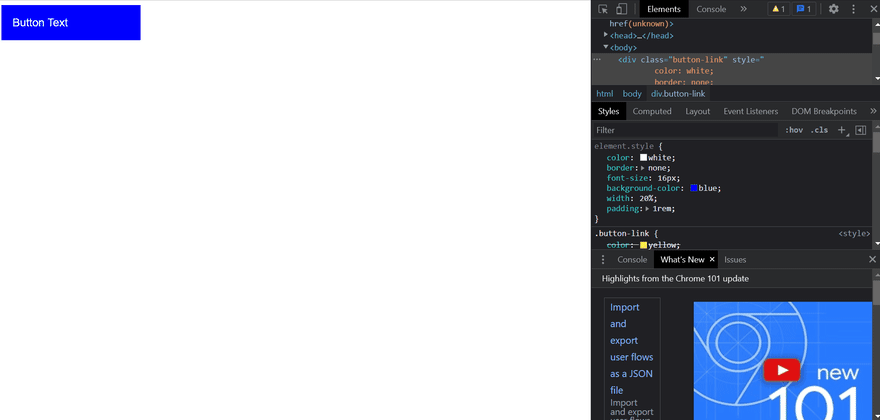 Button Text
Elements Console » 1 1
href(unknown)>
<head>…</head>
<body>
<div class="button-link" style="
color: white;
border: none;
html body div.button-link
Styles Computed Layout Event Listeners DOM Breakpoints »
Filter :hov .cls +
element.style {
color: white;
border: none;
font-size: 16px;
background-color: blue;
width: 20%;
padding: 1rem;
}
.button-link { <style>
color: yellow;
Console What's New × Issues
Highlights from the Chrome 101 update
Import
and
export
user flows
as a JSON
file
Import
and export
user flows
new
101